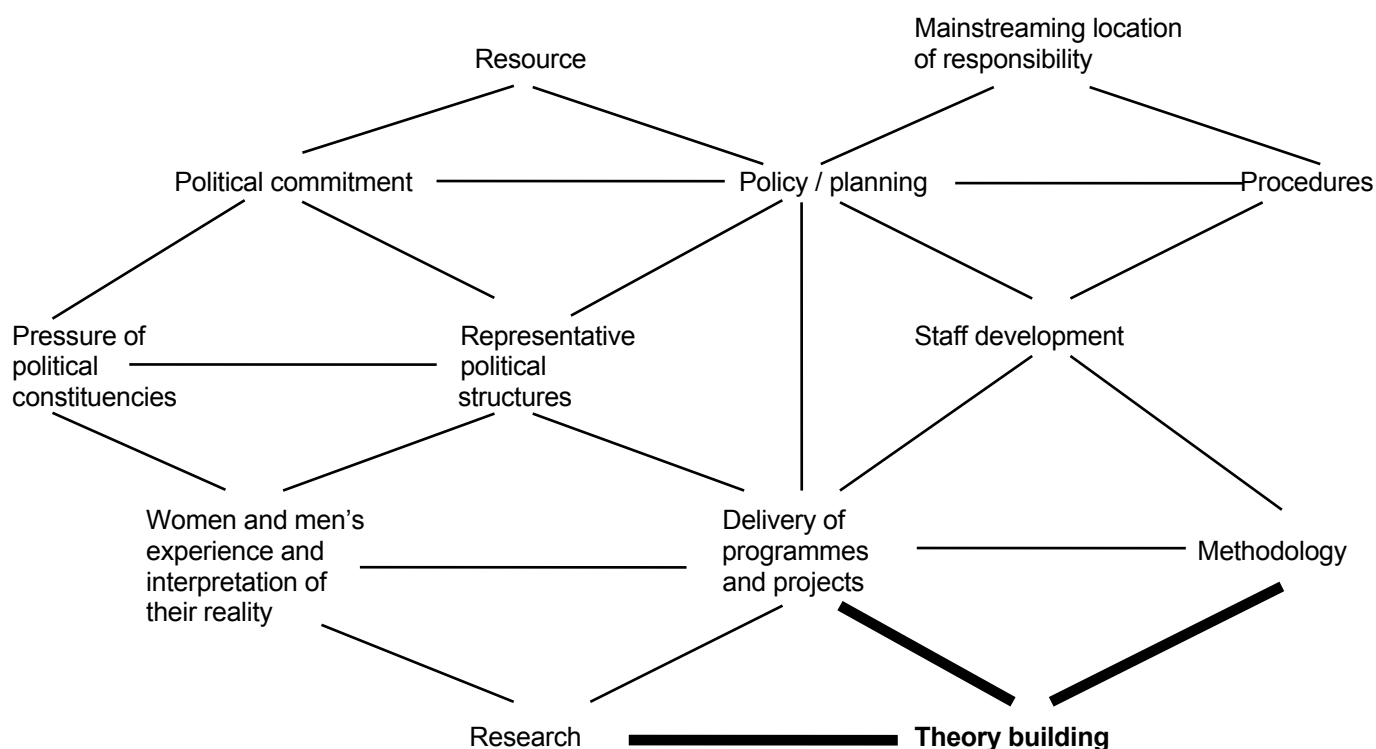 Mainstreaming location
of responsibility
Resource
Political commitment
Policy / planning
Procedures
Pressure of
political
constituencies
Representative
political
structures
Staff development
Women and men’s
experience and
interpretation of
their reality
Delivery of
programmes
and projects
Methodology
Research
Theory building